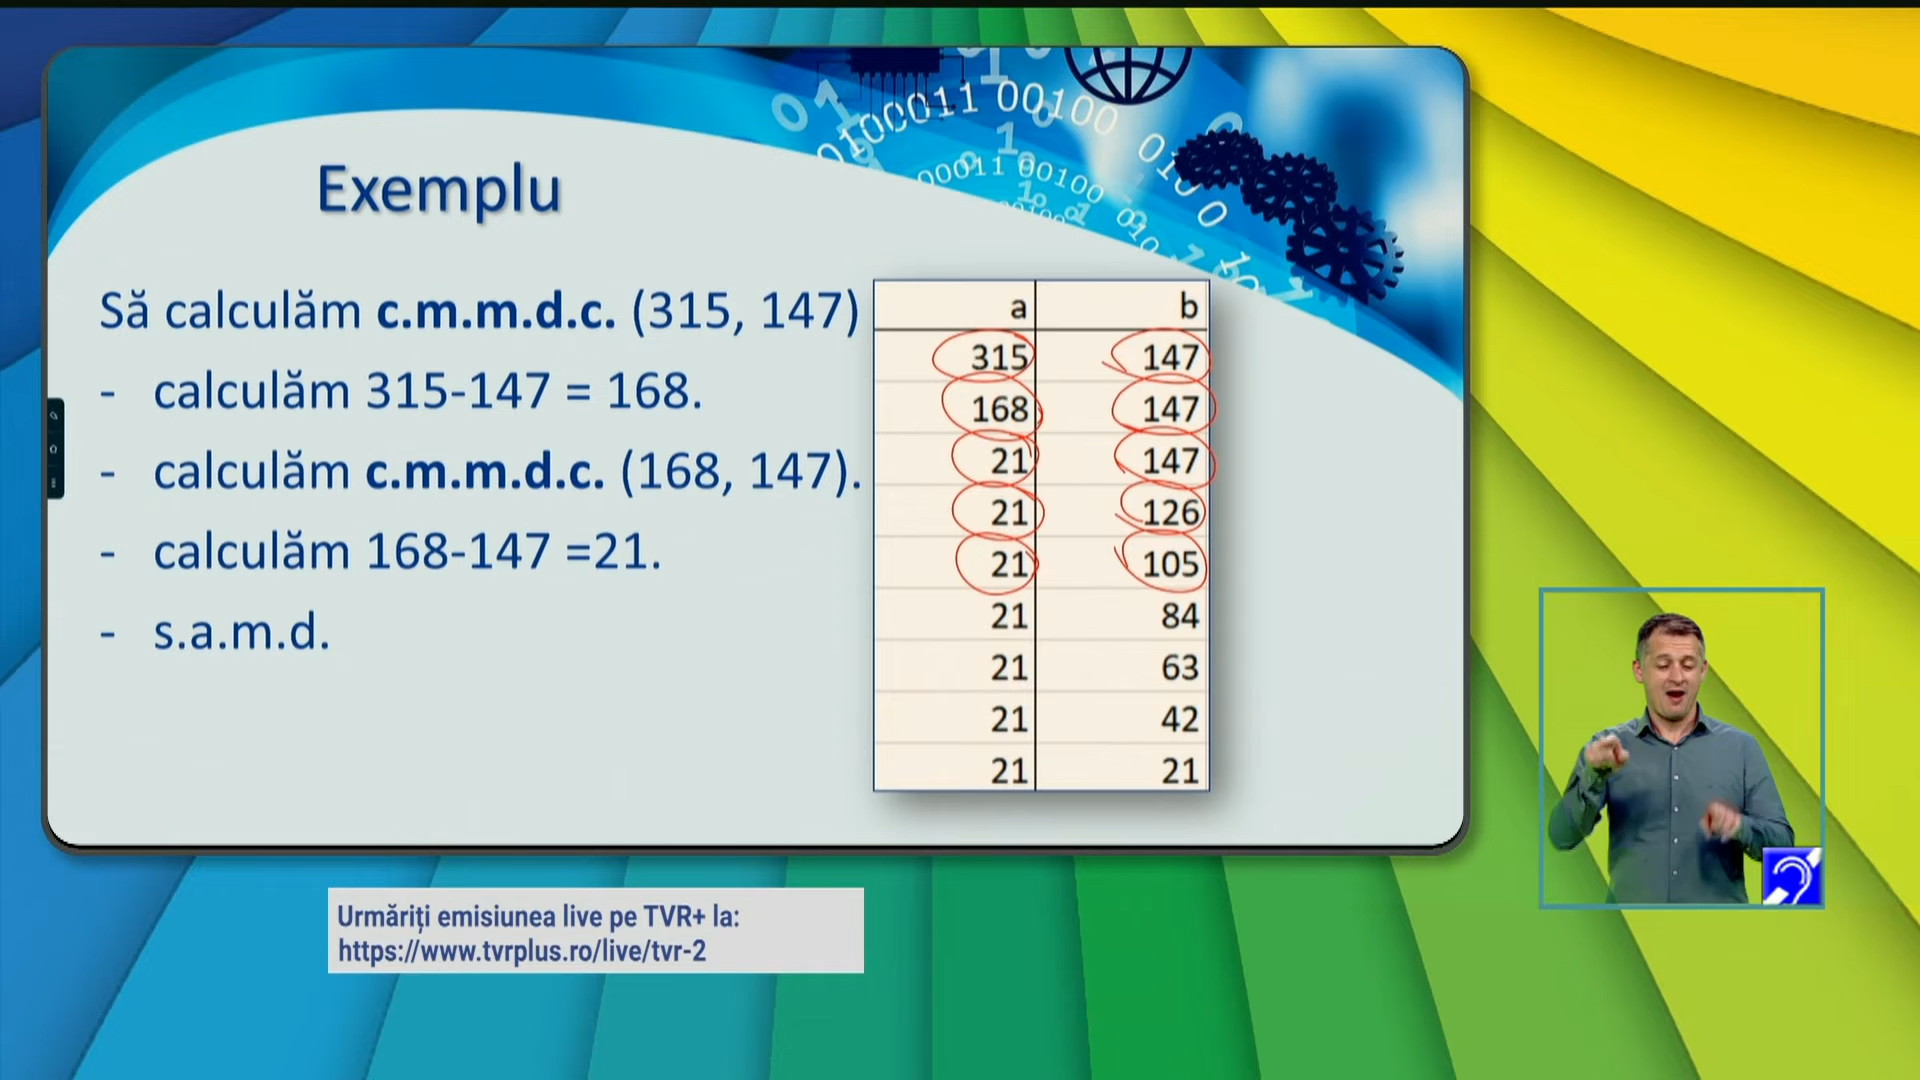 Exemplu
Să calculăm c.m.m.d.c. (315, 147)
- calculăm 315-147 = 168.
- calculăm c.m.m.d.c. (168, 147).
- calculăm 168-147 =21.
- s.a.m.d.
a b
315 147
168 147
21 147
21 126
21 105
21 84
21 63
21 42
21 21
Urmăriți emisiunea live pe TVR+ la:
https://www.tvrplus.ro/live/tvr-2